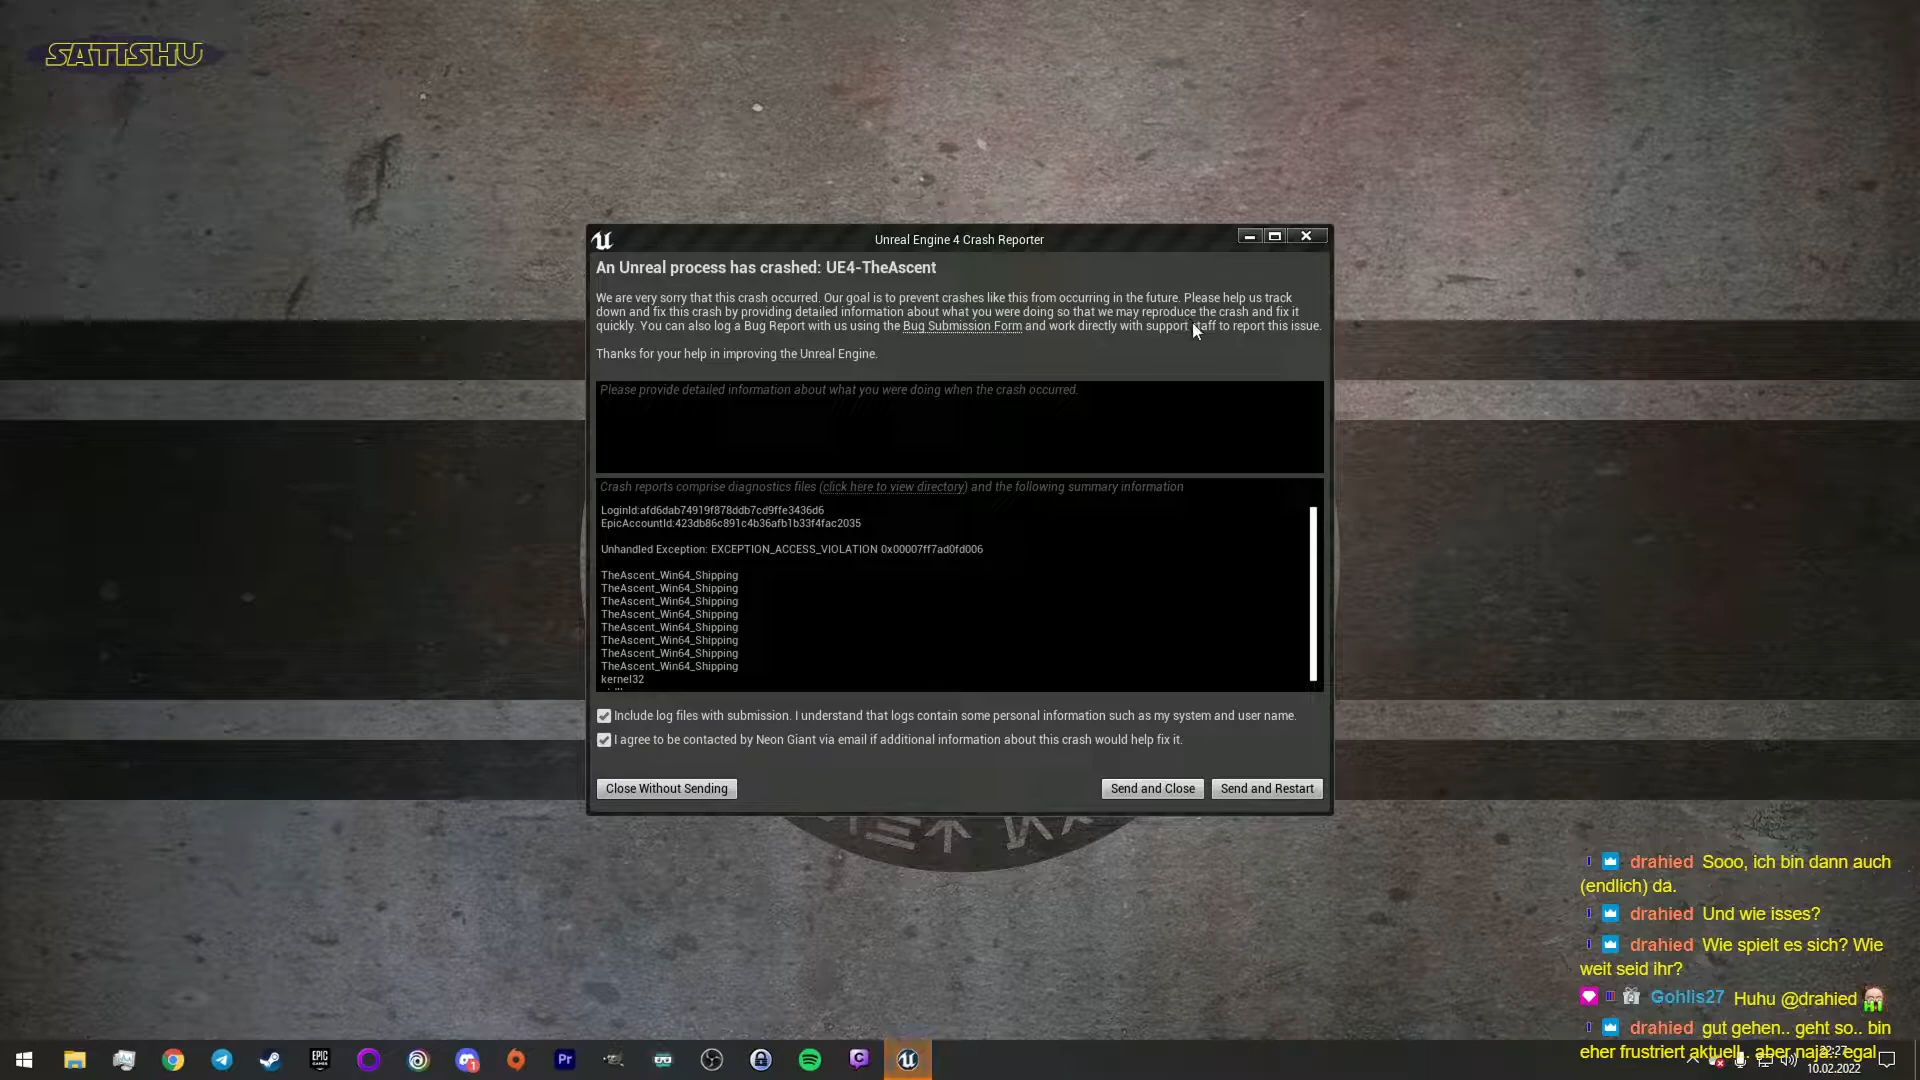 SATISHU
Unreal Engine 4 Crash Reporter
An Unreal process has crashed: UE4-TheAscent
We are very sorry that this crash occurred. Our goal is to prevent crashes like this from occurring in the future. Please help us track
down and fix this crash by providing detailed information about what you were doing so that we may reproduce the crash and fix it
quickly. You can also log a Bug Report with us using the Bug Submission Form and work directly with support staff to report this issue.
Thanks for your help in improving the Unreal Engine.
Please provide detailed information about what you were doing when the crash occurred.
Crash reports comprise diagnostics files (click here to view directory) and the following summary information
LoginId:afd6dab74919f878ddb7cd9ffe3436d6
EpicAccountId:423db86c891c4b36afb1b33f4fac2035
Unhandled Exception: EXCEPTION_ACCESS_VIOLATION 0x00007ff7ad0fd006
TheAscent_Win64_Shipping
TheAscent_Win64_Shipping
TheAscent_Win64_Shipping
TheAscent_Win64_Shipping
TheAscent_Win64_Shipping
TheAscent_Win64_Shipping
TheAscent_Win64_Shipping
TheAscent_Win64_Shipping
kernel32
Include log files with submission. I understand that logs contain some personal information such as my system and user name.
I agree to be contacted by Neon Giant via email if additional information about this crash would help fix it.
Close Without Sending
Send and Close
Send and Restart
drahied Sooo, ich bin dann auch
(endlich) da.
drahied Und wie isses?
drahied Wie spielt es sich? Wie
weit seid ihr?
Gohlis27 Huhu @drahied
drahied gut gehen.. geht so.. bin
eher frustriert aktuell.. aber naja.. egal
EPIC
GAMES
1
Pr
22:27
10.02.2022